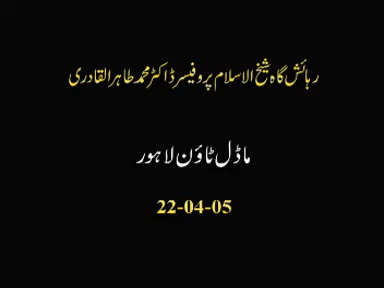 رہائش گاہ شیخ الاسلام پروفیسر ڈاکٹر محمد طاہر القادری
ماڈل ٹاؤن لاہور
22-04-05